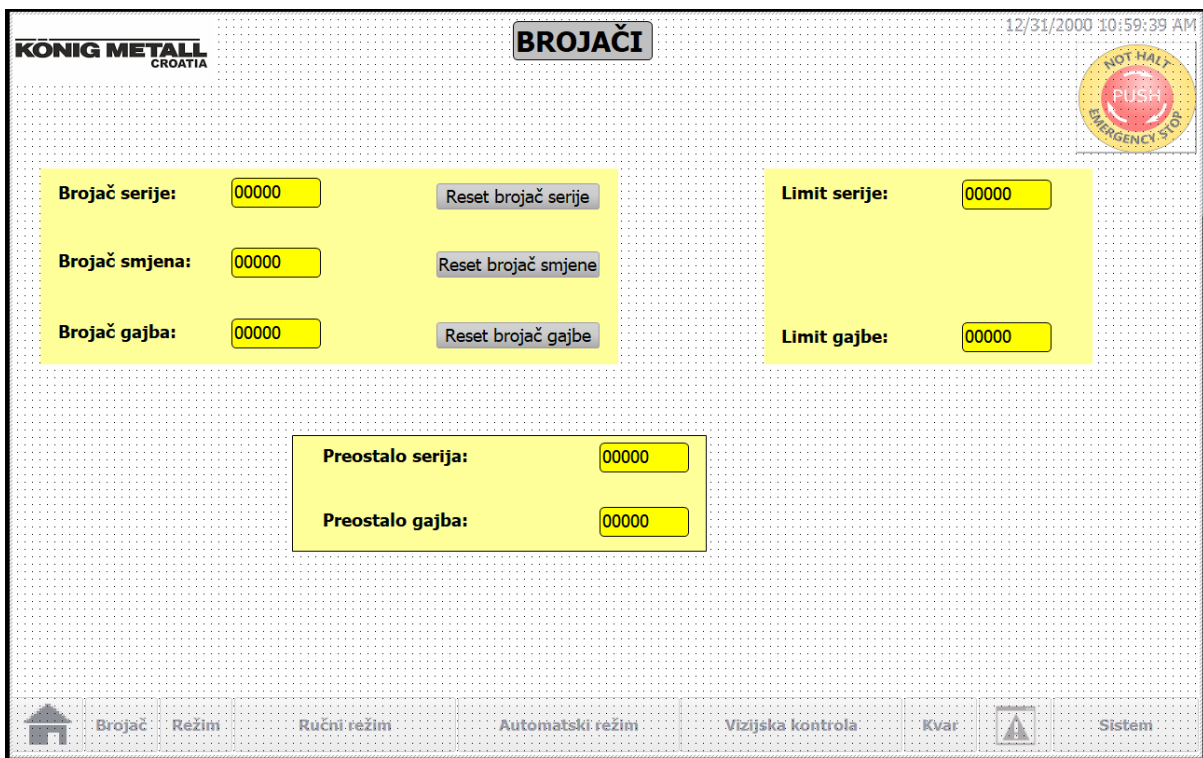 12/31/2000 10:59:39 AM
KÖNIG METALL
CROATIA
BROJAČI
NOT HALT
PUSH
EMERGENCY STOP
Brojač serije: 00000 Reset brojač serije Limit serije: 00000
Brojač smjena: 00000 Reset brojač smjene
Brojač gajba: 00000 Reset brojač gajbe Limit gajbe: 00000
Preostalo serija: 00000
Preostalo gajba: 00000
Brojač Režim Ručni režim Automatski režim Vizijska kontrola Kvar Sistem